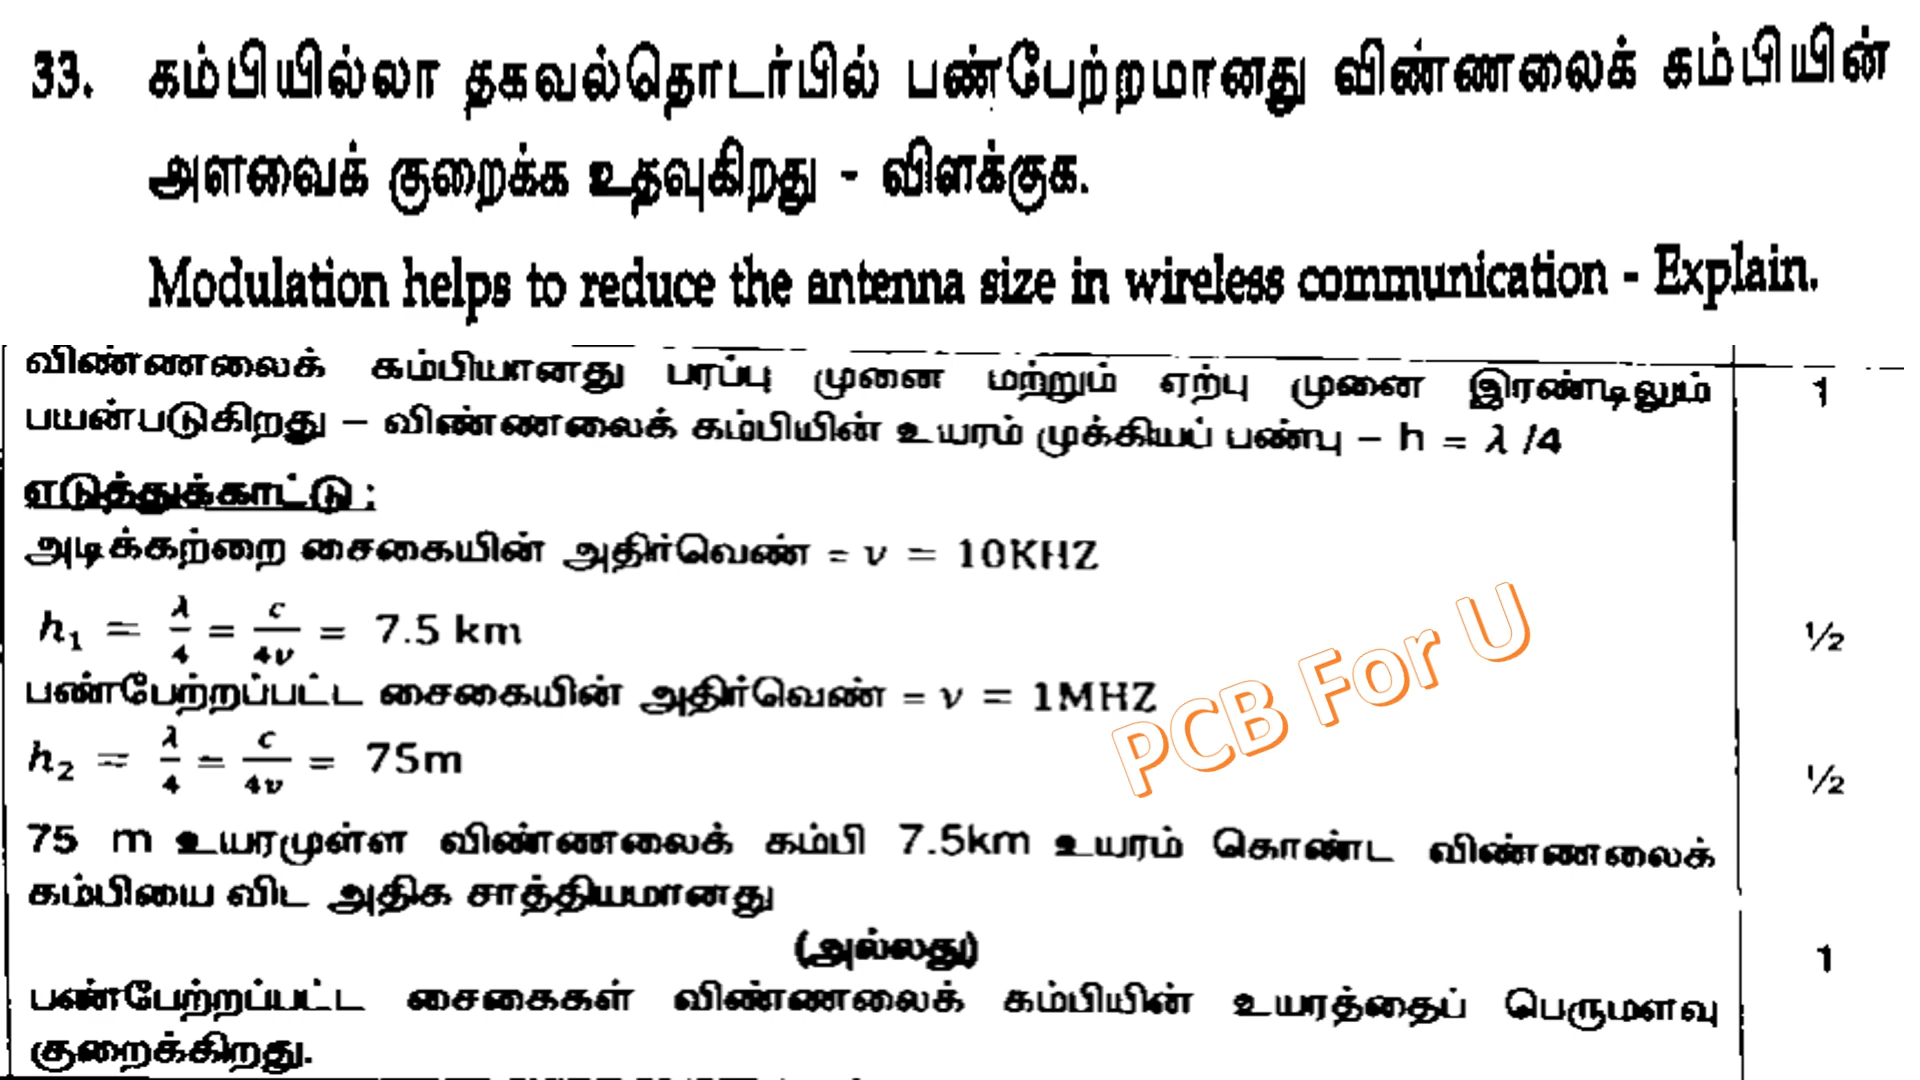 33. கம்பியில்லா தகவல்தொடர்பில் பண்பேற்றமானது விண்ணலைக் கம்பியின்
அளவைக் குறைக்க உதவுகிறது - விளக்குக.
Modulation helps to reduce the antenna size in wireless communication - Explain.
விண்ணலைக் கம்பியானது பரப்பு முனை மற்றும் ஏற்பு முனை இரண்டிலும் 1
பயன்படுகிறது – விண்ணலைக் கம்பியின் உயரம் முக்கியப் பண்பு – h = λ /4
எடுத்துக்காட்டு :
அடிக்கற்றை சைகையின் அதிர்வெண் = ν = 10KHZ
h₁ = λ/4 = c/4ν = 7.5 km ½
பண்பேற்றப்பட்ட சைகையின் அதிர்வெண் = ν = 1MHZ
h₂ = λ/4 = c/4ν = 75m ½
75 m உயரமுள்ள விண்ணலைக் கம்பி 7.5km உயரம் கொண்ட விண்ணலைக்
கம்பியை விட அதிக சாத்தியமானது
(அல்லது) 1
பண்பேற்றப்பட்ட சைகைகள் விண்ணலைக் கம்பியின் உயரத்தைப் பெருமளவு
குறைக்கிறது.
PCB For U